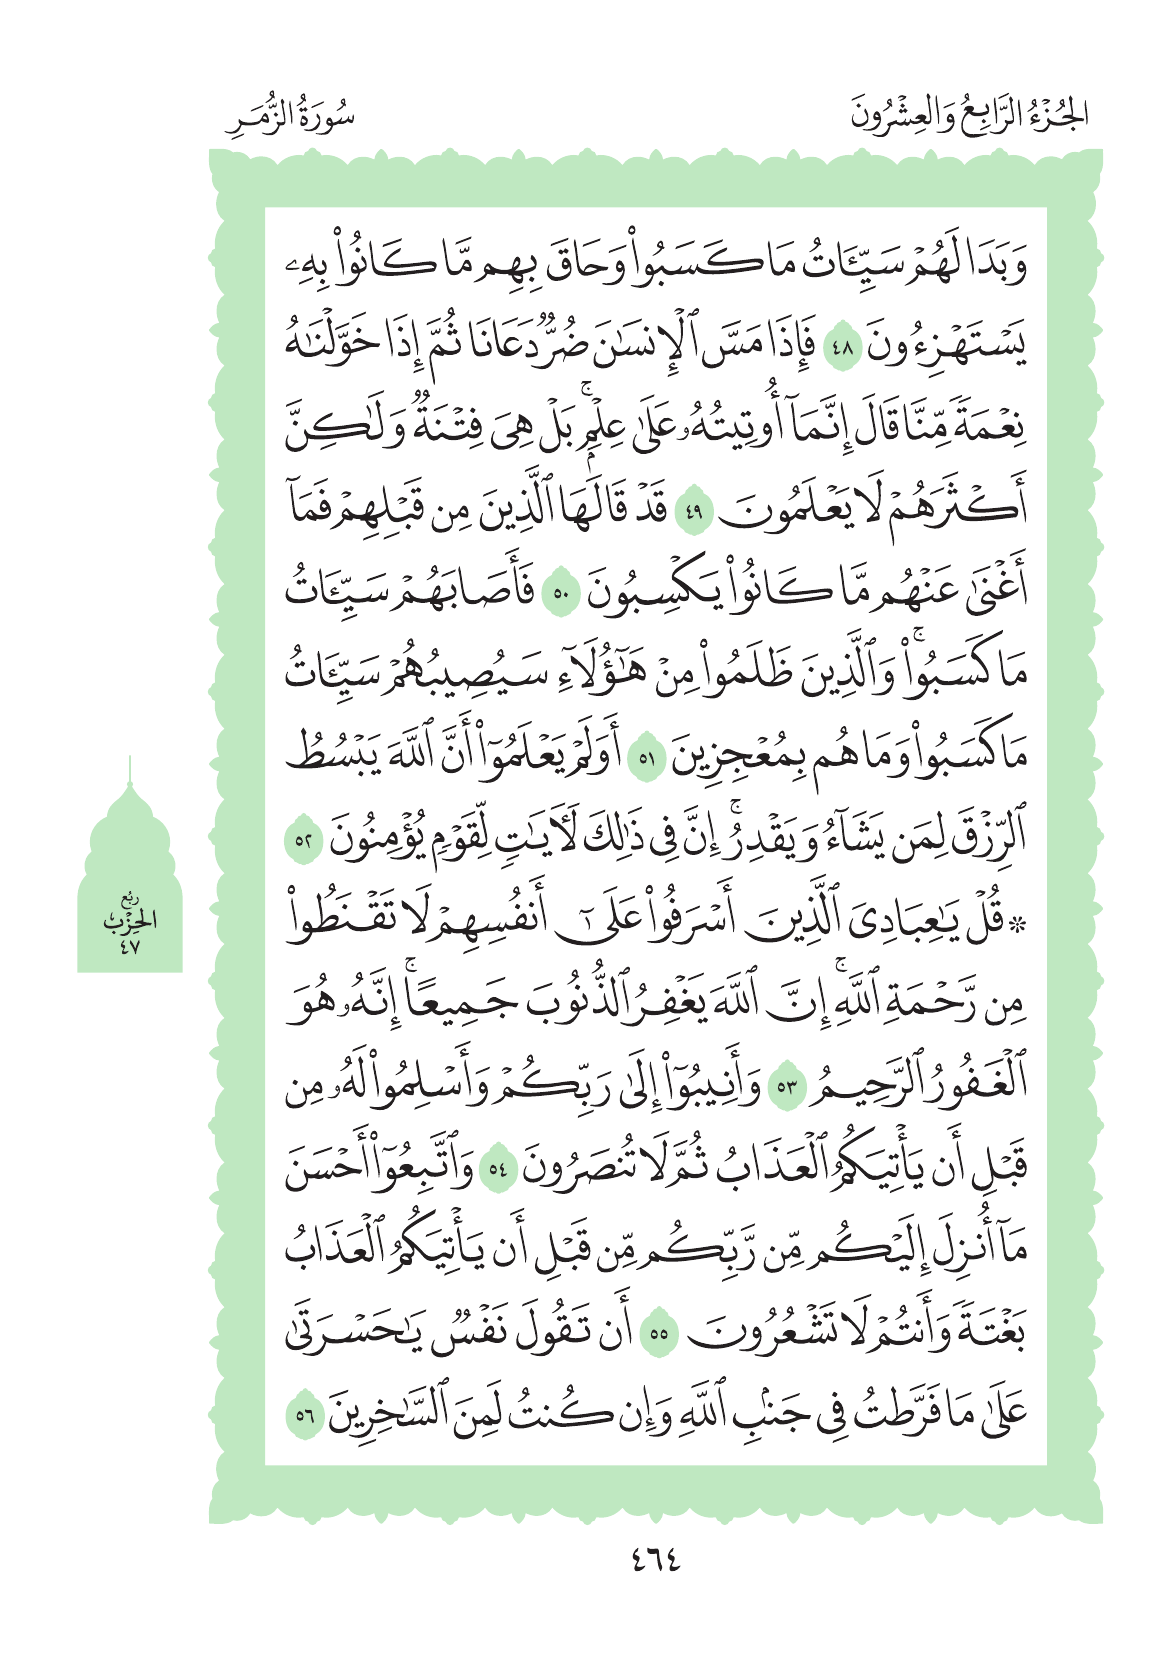 الجُزْءُ الرَّابِعُ وَالعِشْرُونَ
سُورَةُ الزُّمَرِ
وَبَدَا لَهُمْ سَيِّـَٔاتُ مَا كَسَبُوا۟ وَحَاقَ بِهِم مَّا كَانُوا۟ بِهِۦ
يَسْتَهْزِءُونَ ٤٨ فَإِذَا مَسَّ ٱلْإِنسَـٰنَ ضُرٌّ دَعَانَا ثُمَّ إِذَا خَوَّلْنَـٰهُ
نِعْمَةً مِّنَّا قَالَ إِنَّمَآ أُوتِيتُهُۥ عَلَىٰ عِلْمٍۭ ۚ بَلْ هِىَ فِتْنَةٌ وَلَـٰكِنَّ
أَكْثَرَهُمْ لَا يَعْلَمُونَ ٤٩ قَدْ قَالَهَا ٱلَّذِينَ مِن قَبْلِهِمْ فَمَآ
أَغْنَىٰ عَنْهُم مَّا كَانُوا۟ يَكْسِبُونَ ٥٠ فَأَصَابَهُمْ سَيِّـَٔاتُ
مَا كَسَبُوا۟ ۚ وَٱلَّذِينَ ظَلَمُوا۟ مِنْ هَـٰٓؤُلَآءِ سَيُصِيبُهُمْ سَيِّـَٔاتُ
مَا كَسَبُوا۟ وَمَا هُم بِمُعْجِزِينَ ٥١ أَوَلَمْ يَعْلَمُوٓا۟ أَنَّ ٱللَّهَ يَبْسُطُ
ٱلرِّزْقَ لِمَن يَشَآءُ وَيَقْدِرُ ۚ إِنَّ فِى ذَٰلِكَ لَـَٔايَـٰتٍ لِّقَوْمٍ يُؤْمِنُونَ ٥٢
۞ قُلْ يَـٰعِبَادِىَ ٱلَّذِينَ أَسْرَفُوا۟ عَلَىٰٓ أَنفُسِهِمْ لَا تَقْنَطُوا۟
مِن رَّحْمَةِ ٱللَّهِ ۚ إِنَّ ٱللَّهَ يَغْفِرُ ٱلذُّنُوبَ جَمِيعًا ۚ إِنَّهُۥ هُوَ
ٱلْغَفُورُ ٱلرَّحِيمُ ٥٣ وَأَنِيبُوٓا۟ إِلَىٰ رَبِّكُمْ وَأَسْلِمُوا۟ لَهُۥ مِن
قَبْلِ أَن يَأْتِيَكُمُ ٱلْعَذَابُ ثُمَّ لَا تُنصَرُونَ ٥٤ وَٱتَّبِعُوٓا۟ أَحْسَنَ
مَآ أُنزِلَ إِلَيْكُم مِّن رَّبِّكُم مِّن قَبْلِ أَن يَأْتِيَكُمُ ٱلْعَذَابُ
بَغْتَةً وَأَنتُمْ لَا تَشْعُرُونَ ٥٥ أَن تَقُولَ نَفْسٌ يَـٰحَسْرَتَىٰ
عَلَىٰ مَا فَرَّطتُ فِى جَنۢبِ ٱللَّهِ وَإِن كُنتُ لَمِنَ ٱلسَّـٰخِرِينَ ٥٦
ربع
الحِزْب
٤٧
٤٦٤